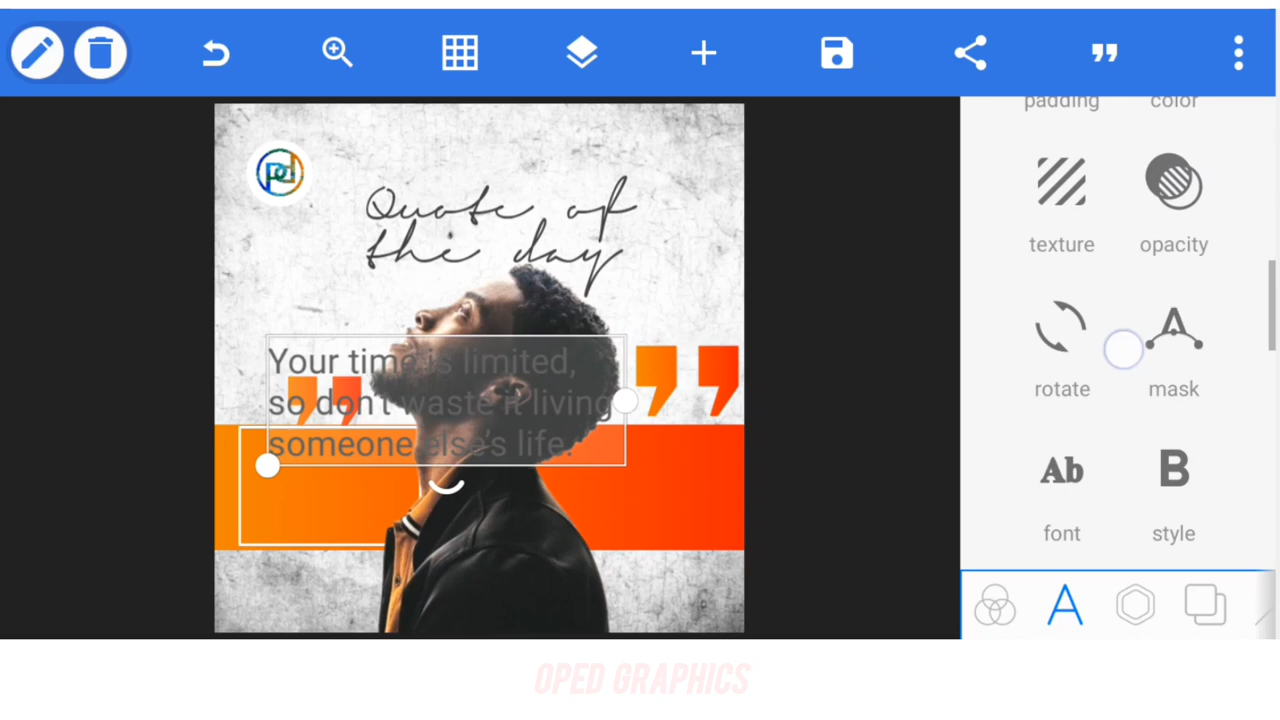 padding color
texture opacity
rotate mask
Ab B
font style
A
pd
Quote of
the day
Your time is limited,
so don't waste it living
someone else's life.
OPED GRAPHICS